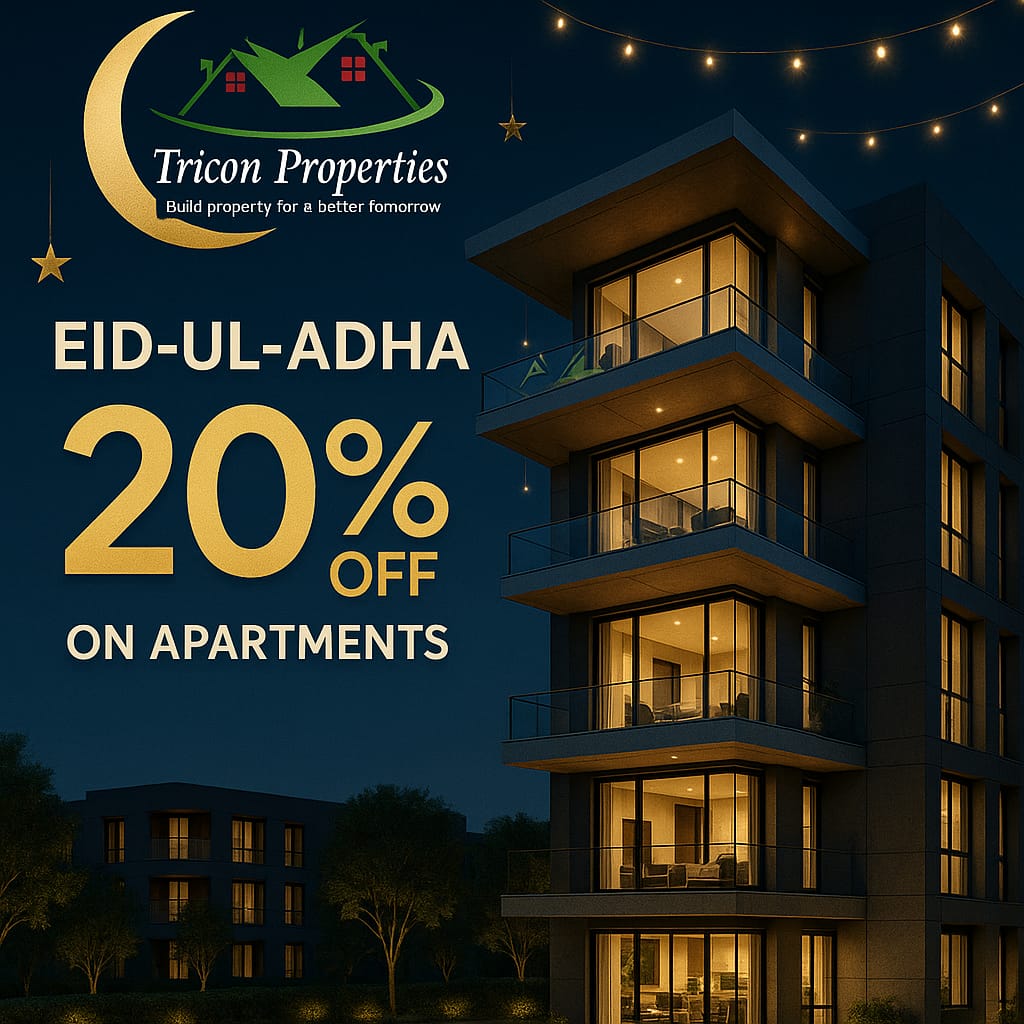 Tricon Properties
Build property for a better fomorrow
EID-UL-ADHA
20%
OFF
ON APARTMENTS